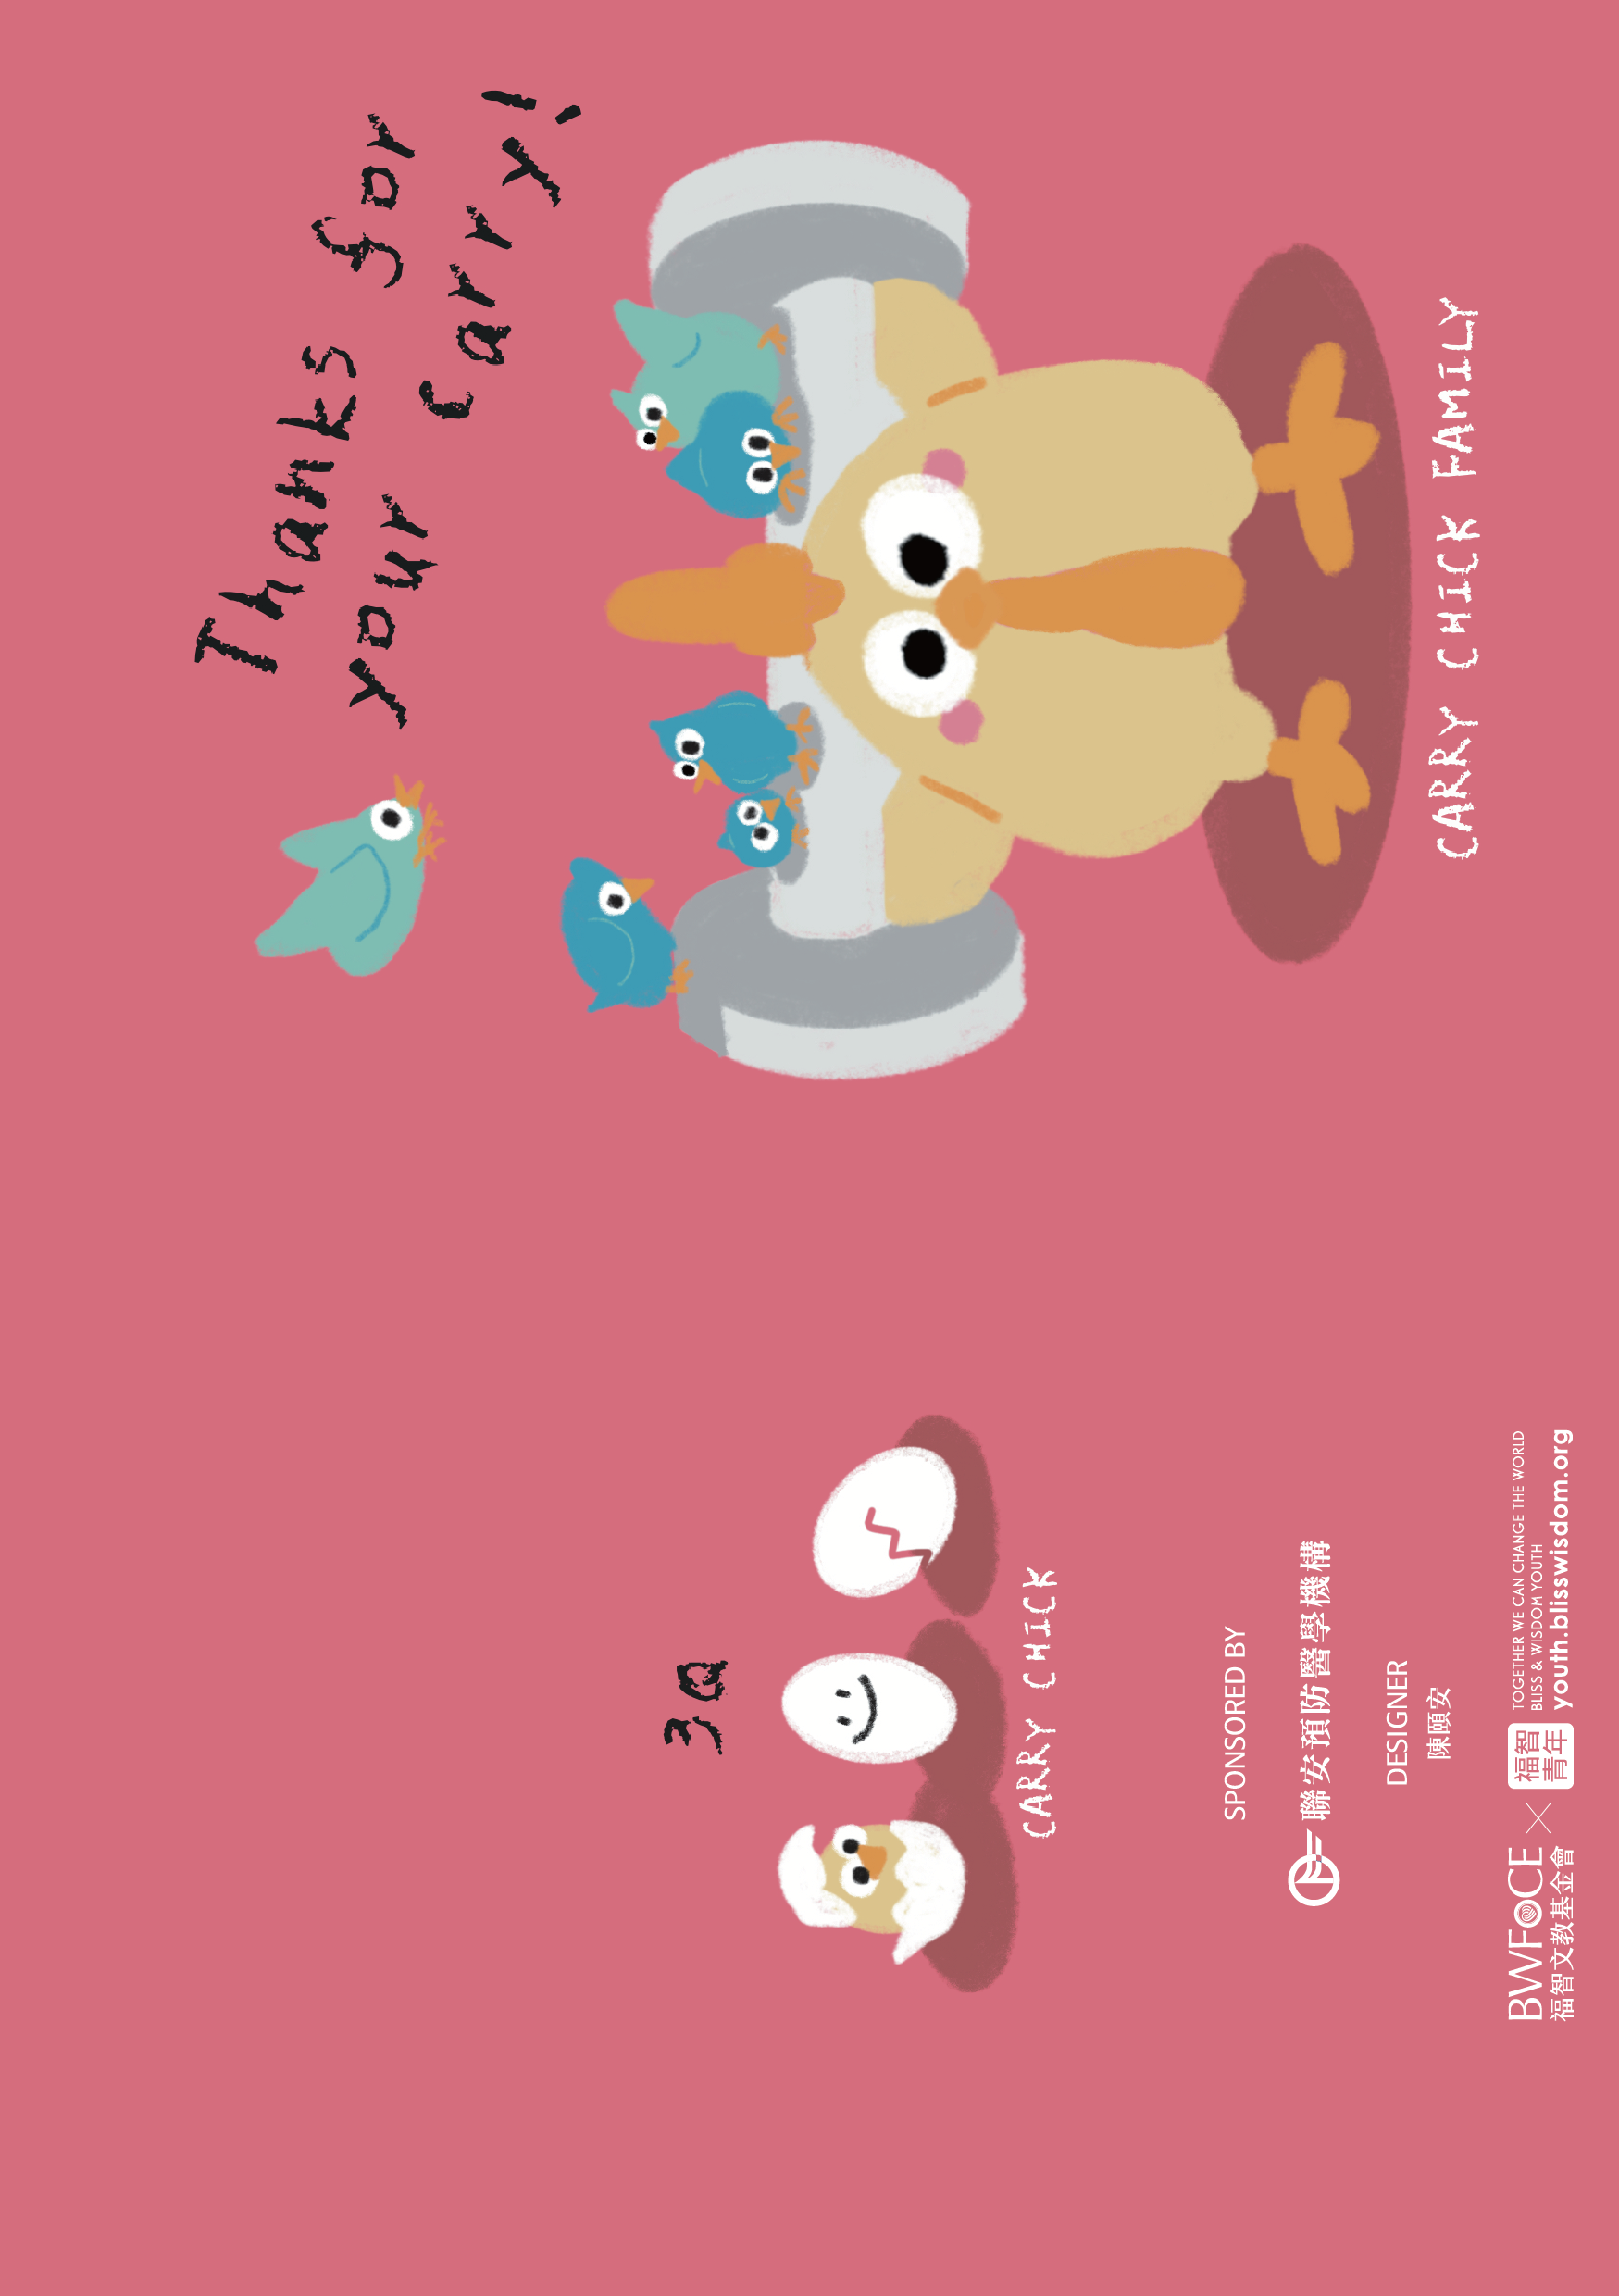 Thanks for
your Carry!
CARRY CHICK FAMILY
3Q
CARRY CHICK
SPONSORED BY
聯安預防醫學機構
DESIGNER
陳頤安
BWFOCE
福智文教基金會
福智
青年
TOGETHER WE CAN CHANGE THE WORLD
BLISS & WISDOM YOUTH
youth.blisswisdom.org